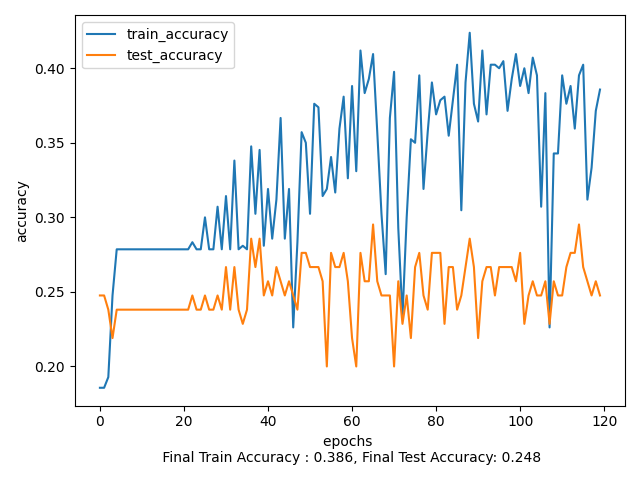 train_accuracy
test_accuracy
0.40
0.35
0.30
0.25
0.20
accuracy
0 20 40 60 80 100 120
epochs
Final Train Accuracy : 0.386, Final Test Accuracy: 0.248